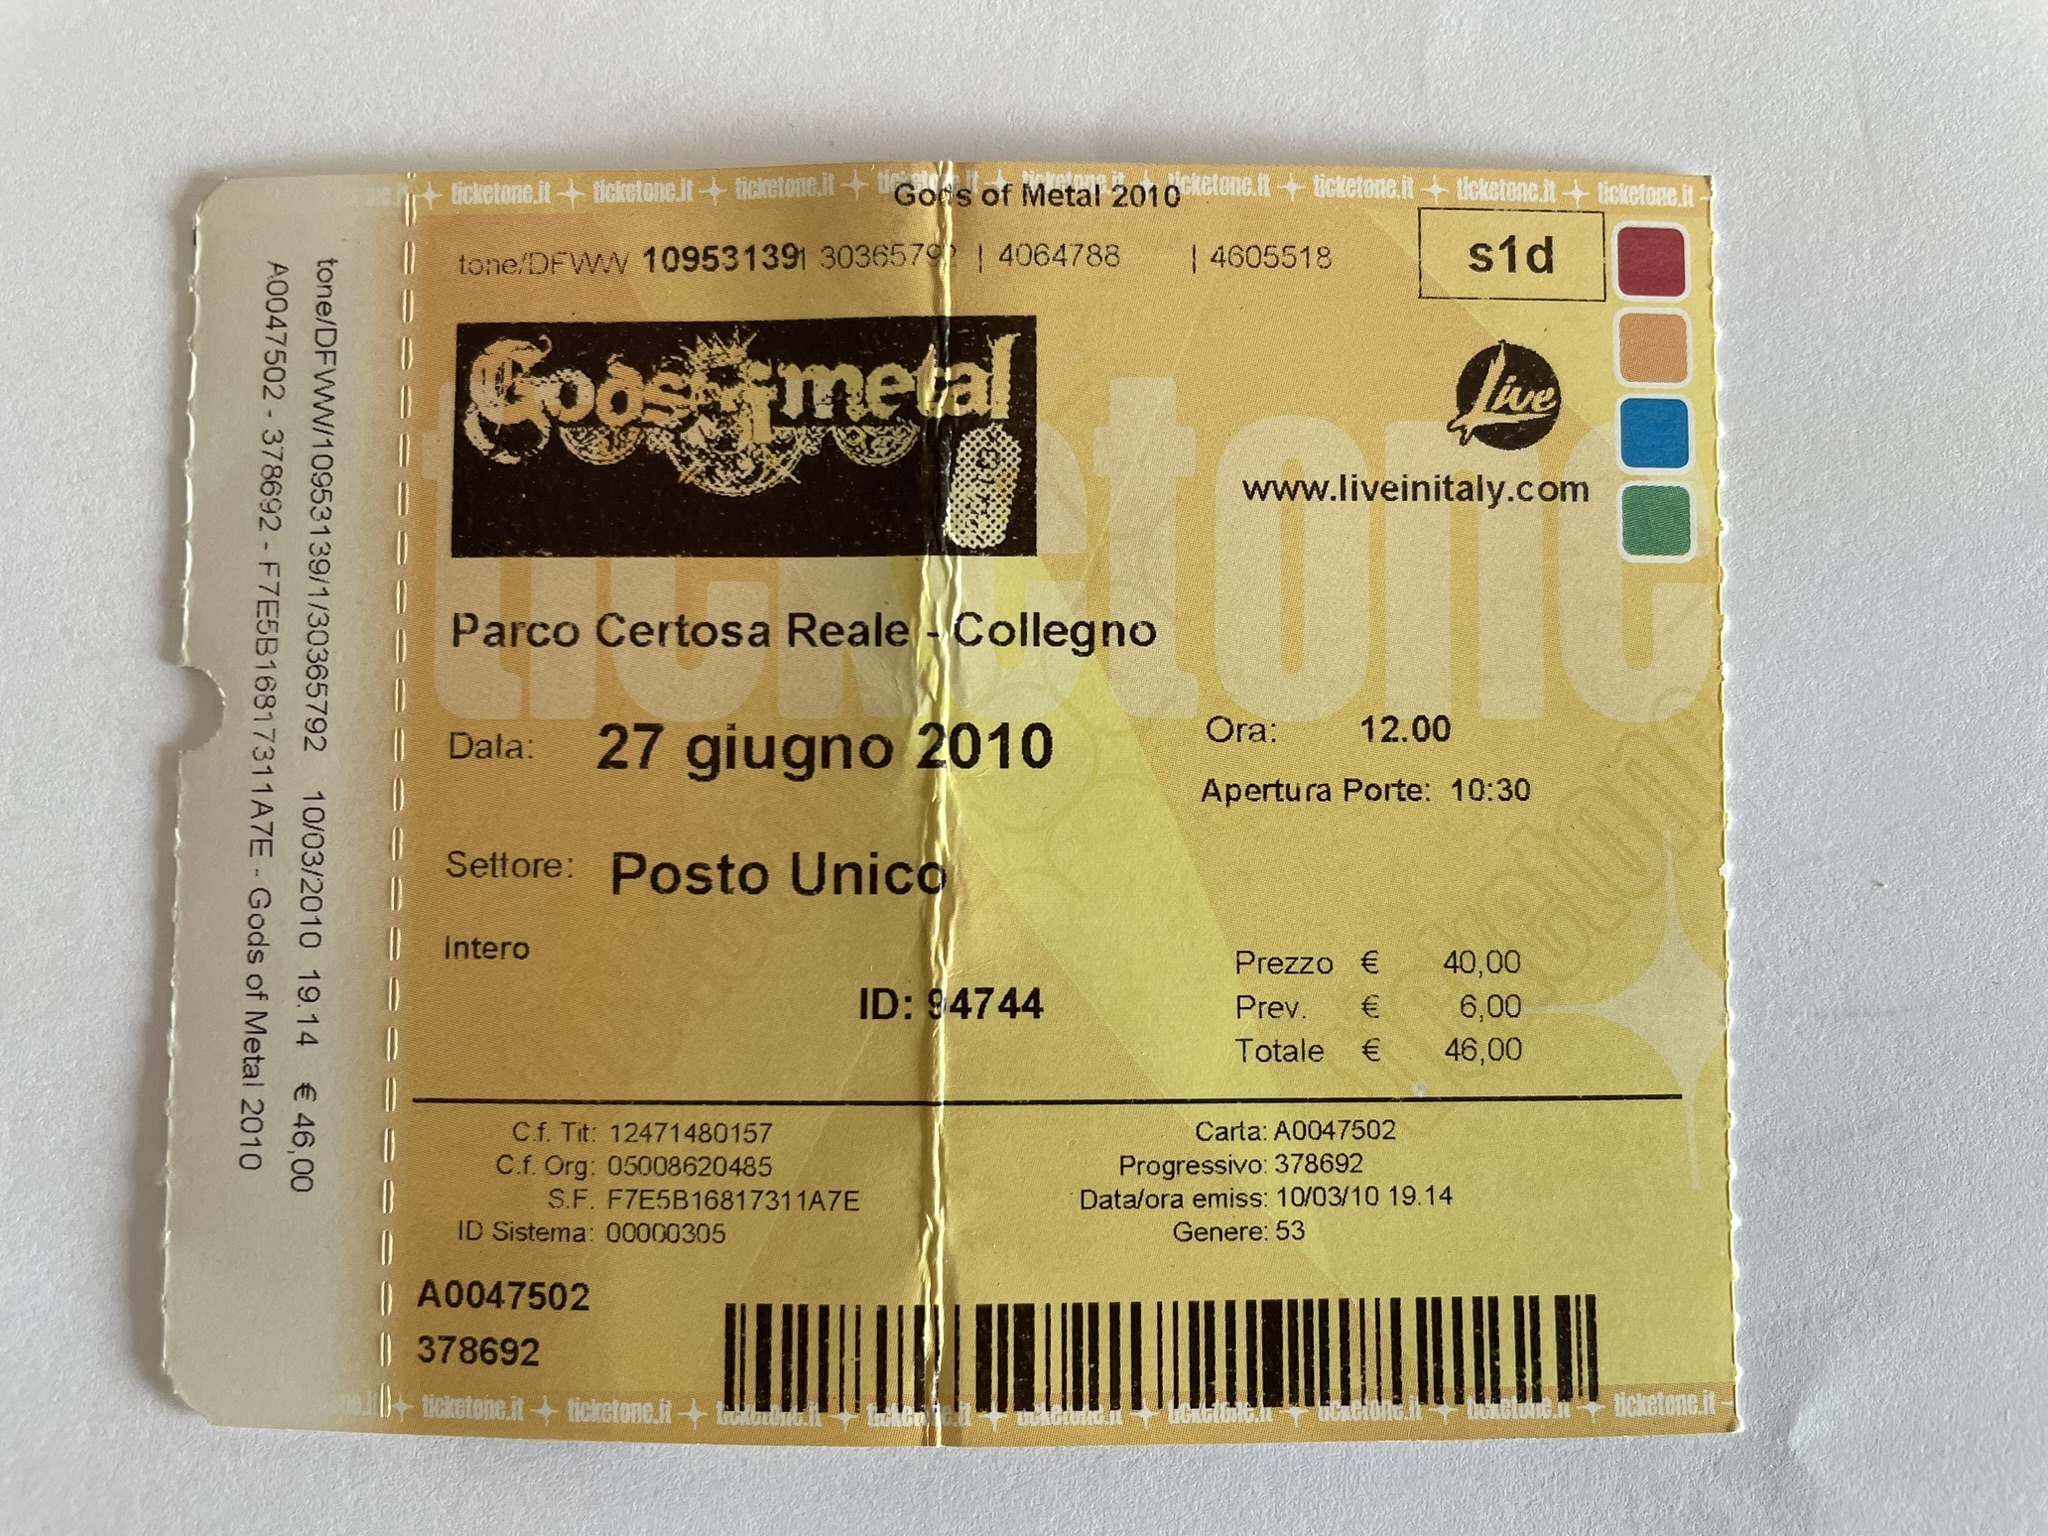 ticketone.it ticketone.it ticketone.it ticketone.it ticketone.it ticketone.it ticketone.it
Gods of Metal 2010
tone/DFWW 10953139 1 30365792 | 4064788 | 4605518
s1d
Gods of metal
Live
www.liveinitaly.com
ticketone
Parco Certosa Reale - Collegno
Data: 27 giugno 2010
Ora: 12.00
Apertura Porte: 10:30
Settore: Posto Unico
Intero
ID: 94744
Prezzo € 40,00
Prev. € 6,00
Totale € 46,00
C.f. Tit: 12471480157
C.f. Org: 05008620485
S.F. F7E5B16817311A7E
ID Sistema: 00000305
Carta: A0047502
Progressivo: 378692
Data/ora emiss: 10/03/10 19.14
Genere: 53
A0047502
378692
ticketone.it ticketone.it ticketone.it ticketone.it ticketone.it ticketone.it ticketone.it ticketone.it ticketone.it
tone/DFWW/10953139/1/30365792 10/03/2010 19.14 € 46,00
A0047502 - 378692 - F7E5B16817311A7E - Gods of Metal 2010